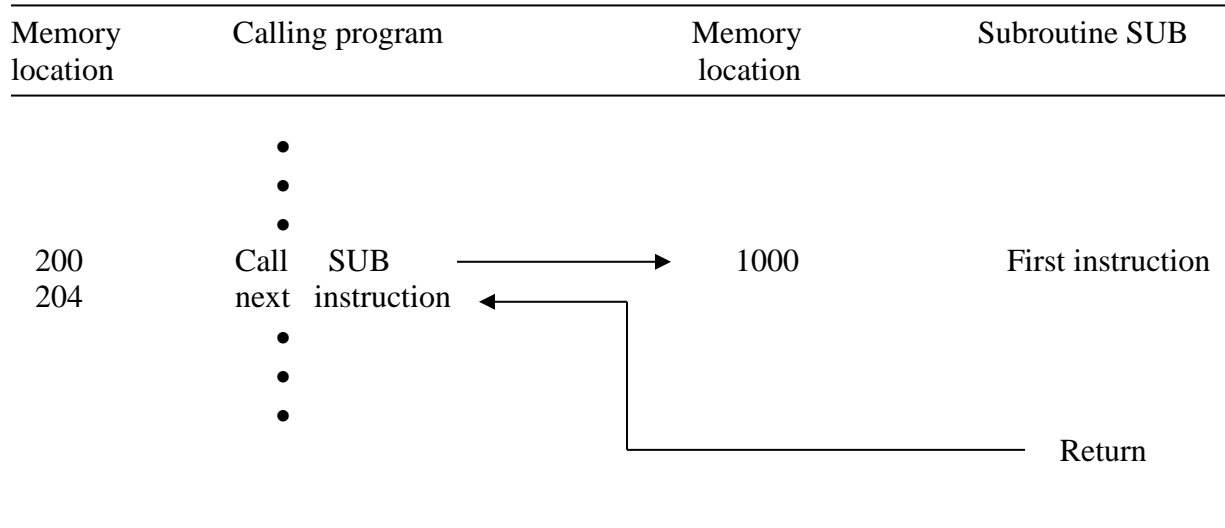 Memory Calling program Memory Subroutine SUB
location location
•
•
•
200 Call SUB 1000 First instruction
204 next instruction
•
•
•
Return